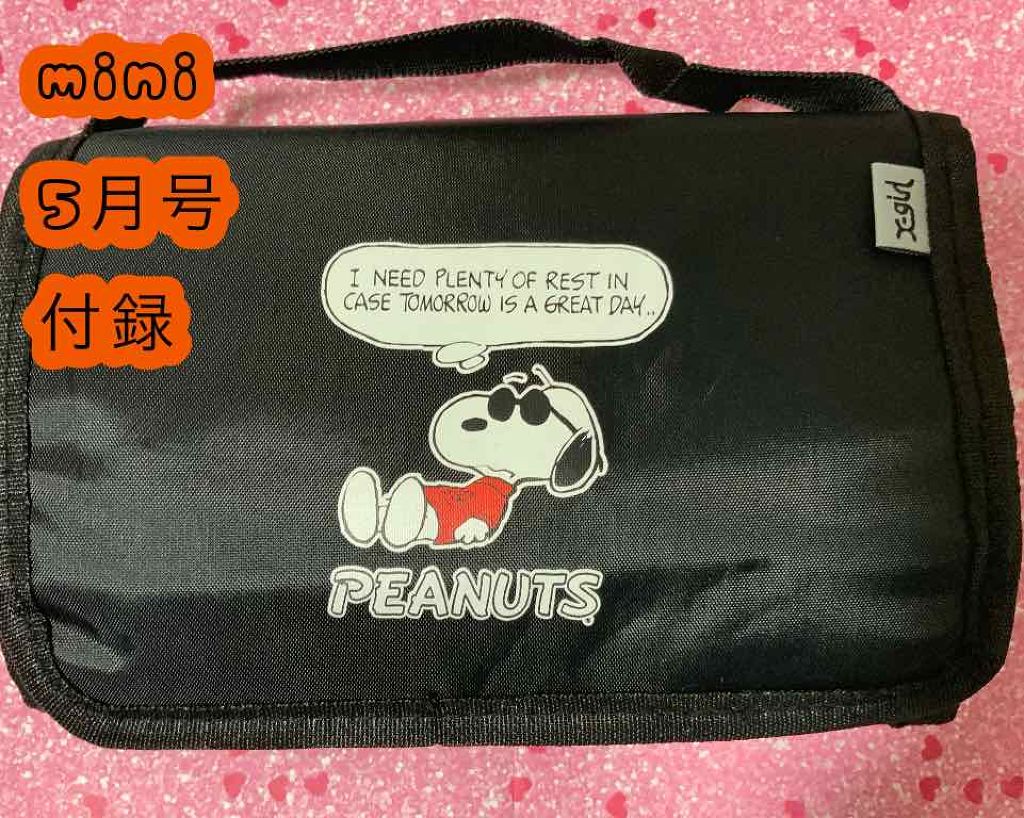 mini
5月号
付録
x-girl
I NEED PLENTY OF REST IN
CASE TOMORROW IS A GREAT DAY..
PEANUTS